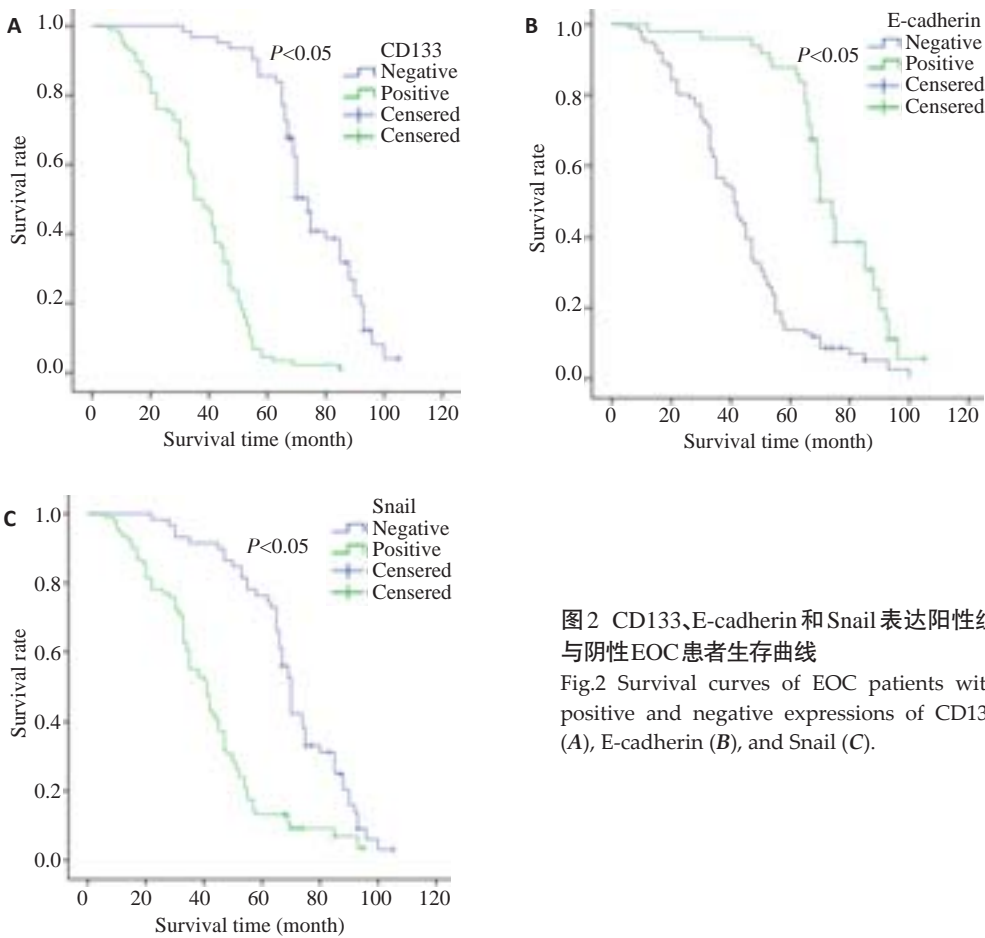 A
1.0
0.8
0.6
0.4
0.2
0.0
Survival rate
P<0.05
CD133
Negative
Positive
Censered
Censered
0 20 40 60 80 100 120
Survival time (month)
B
1.0
0.8
0.6
0.4
0.2
0.0
Survival rate
P<0.05
E-cadherin
Negative
Positive
Censered
Censered
0 20 40 60 80 100 120
Survival time (month)
C
1.0
0.8
0.6
0.4
0.2
0.0
Survival rate
P<0.05
Snail
Negative
Positive
Censered
Censered
0 20 40 60 80 100 120
Survival time (month)
图2 CD133、E-cadherin和Snail表达阳性
与阴性EOC患者生存曲线
Fig.2 Survival curves of EOC patients wit
positive and negative expressions of CD13
(A), E-cadherin (B), and Snail (C).